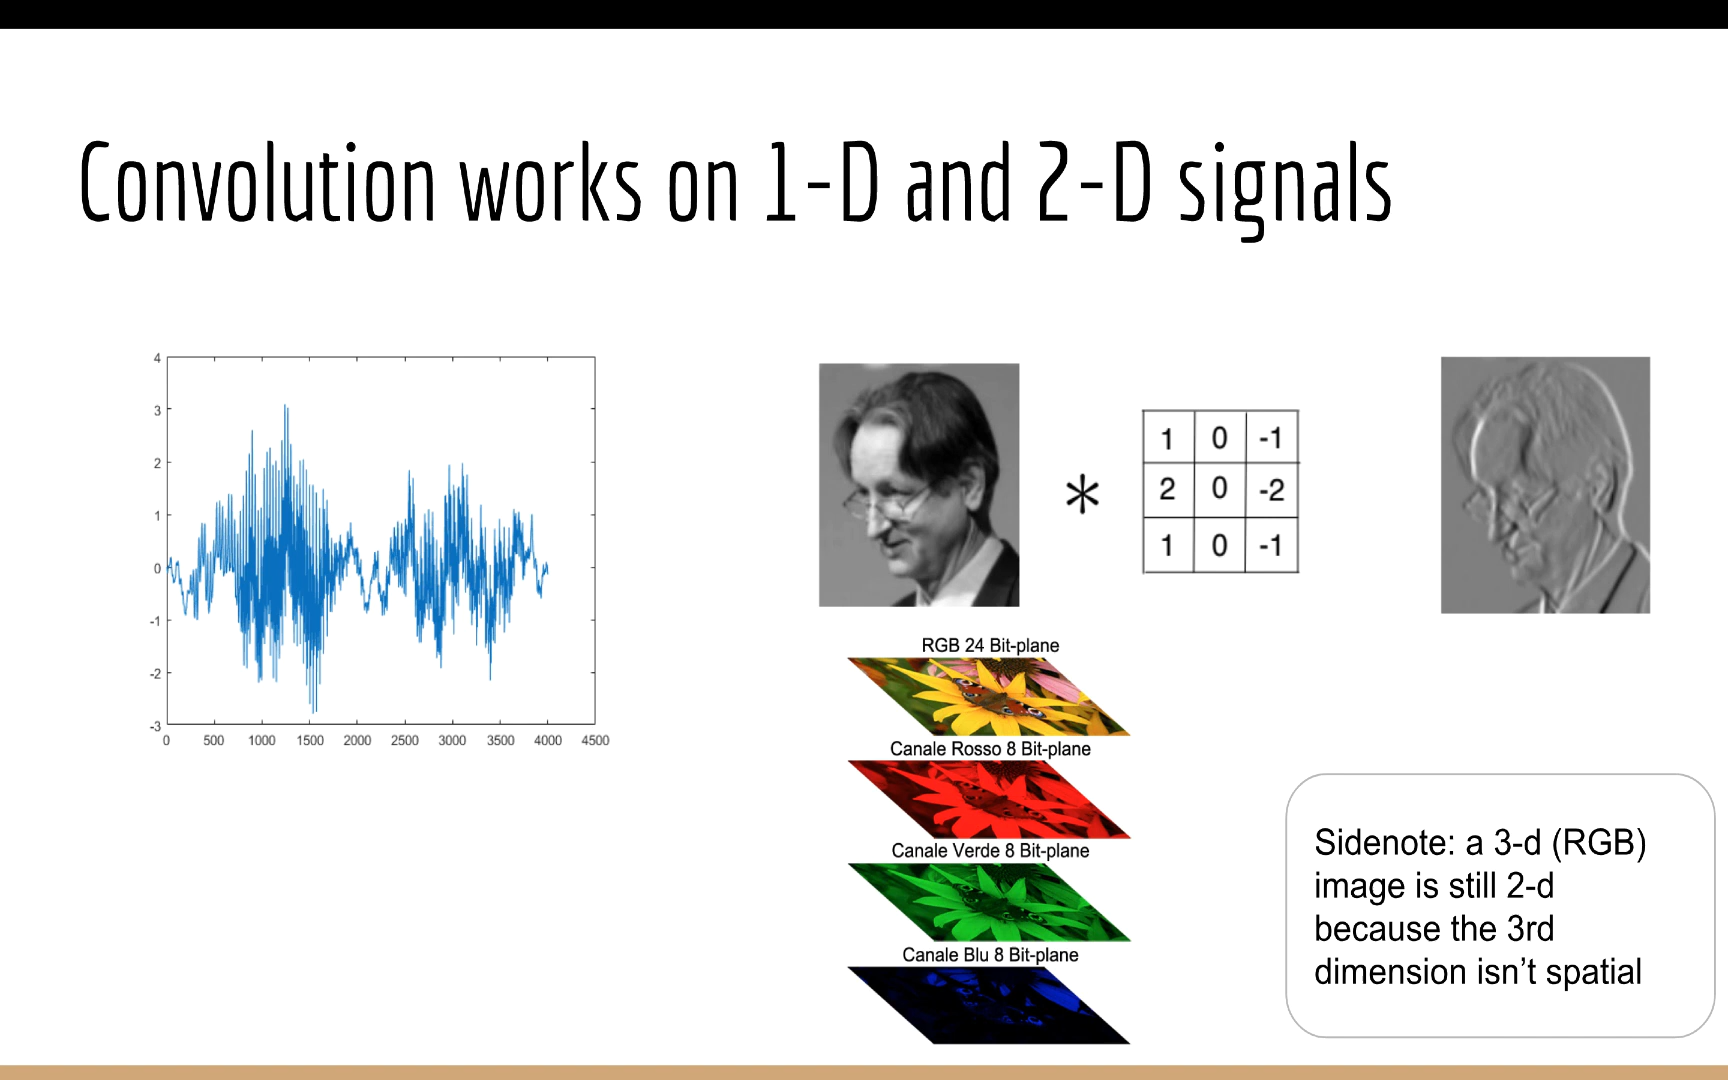 Convolution works on 1-D and 2-D signals
4
3
2
1
0
-1
-2
-3
0 500 1000 1500 2000 2500 3000 3500 4000 4500
*
1 0 -1
2 0 -2
1 0 -1
RGB 24 Bit-plane
Canale Rosso 8 Bit-plane
Canale Verde 8 Bit-plane
Canale Blu 8 Bit-plane
Sidenote: a 3-d (RGB)
image is still 2-d
because the 3rd
dimension isn’t spatial